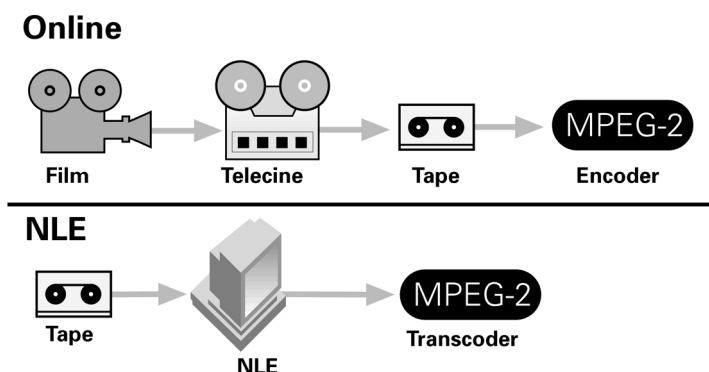 Online
MPEG-2
Film Telecine Tape Encoder
NLE
MPEG-2
Tape
Transcoder
NLE